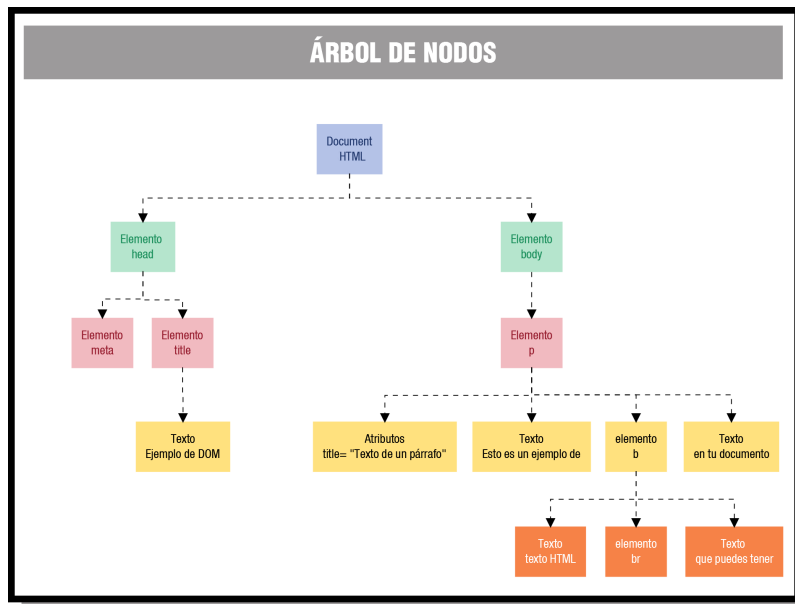 ÁRBOL DE NODOS
Document
HTML
Elemento
head
Elemento
body
Elemento
meta
Elemento
title
Elemento
p
Texto
Ejemplo de DOM
Atributos
title= "Texto de un párrafo"
Texto
Esto es un ejemplo de
elemento
b
Texto
en tu documento
Texto
texto HTML
elemento
br
Texto
que puedes tener